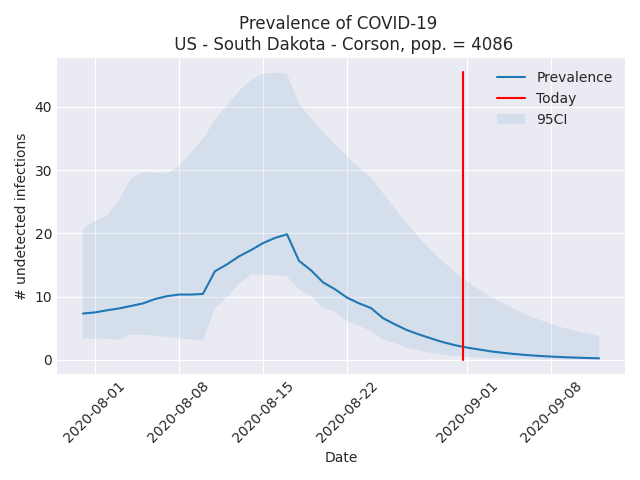 Prevalence of COVID-19
US - South Dakota - Corson, pop. = 4086
Prevalence
Today
95CI
# undetected infections
40
30
20
10
0
2020-08-01
2020-08-08
2020-08-15
2020-08-22
2020-09-01
2020-09-08
Date